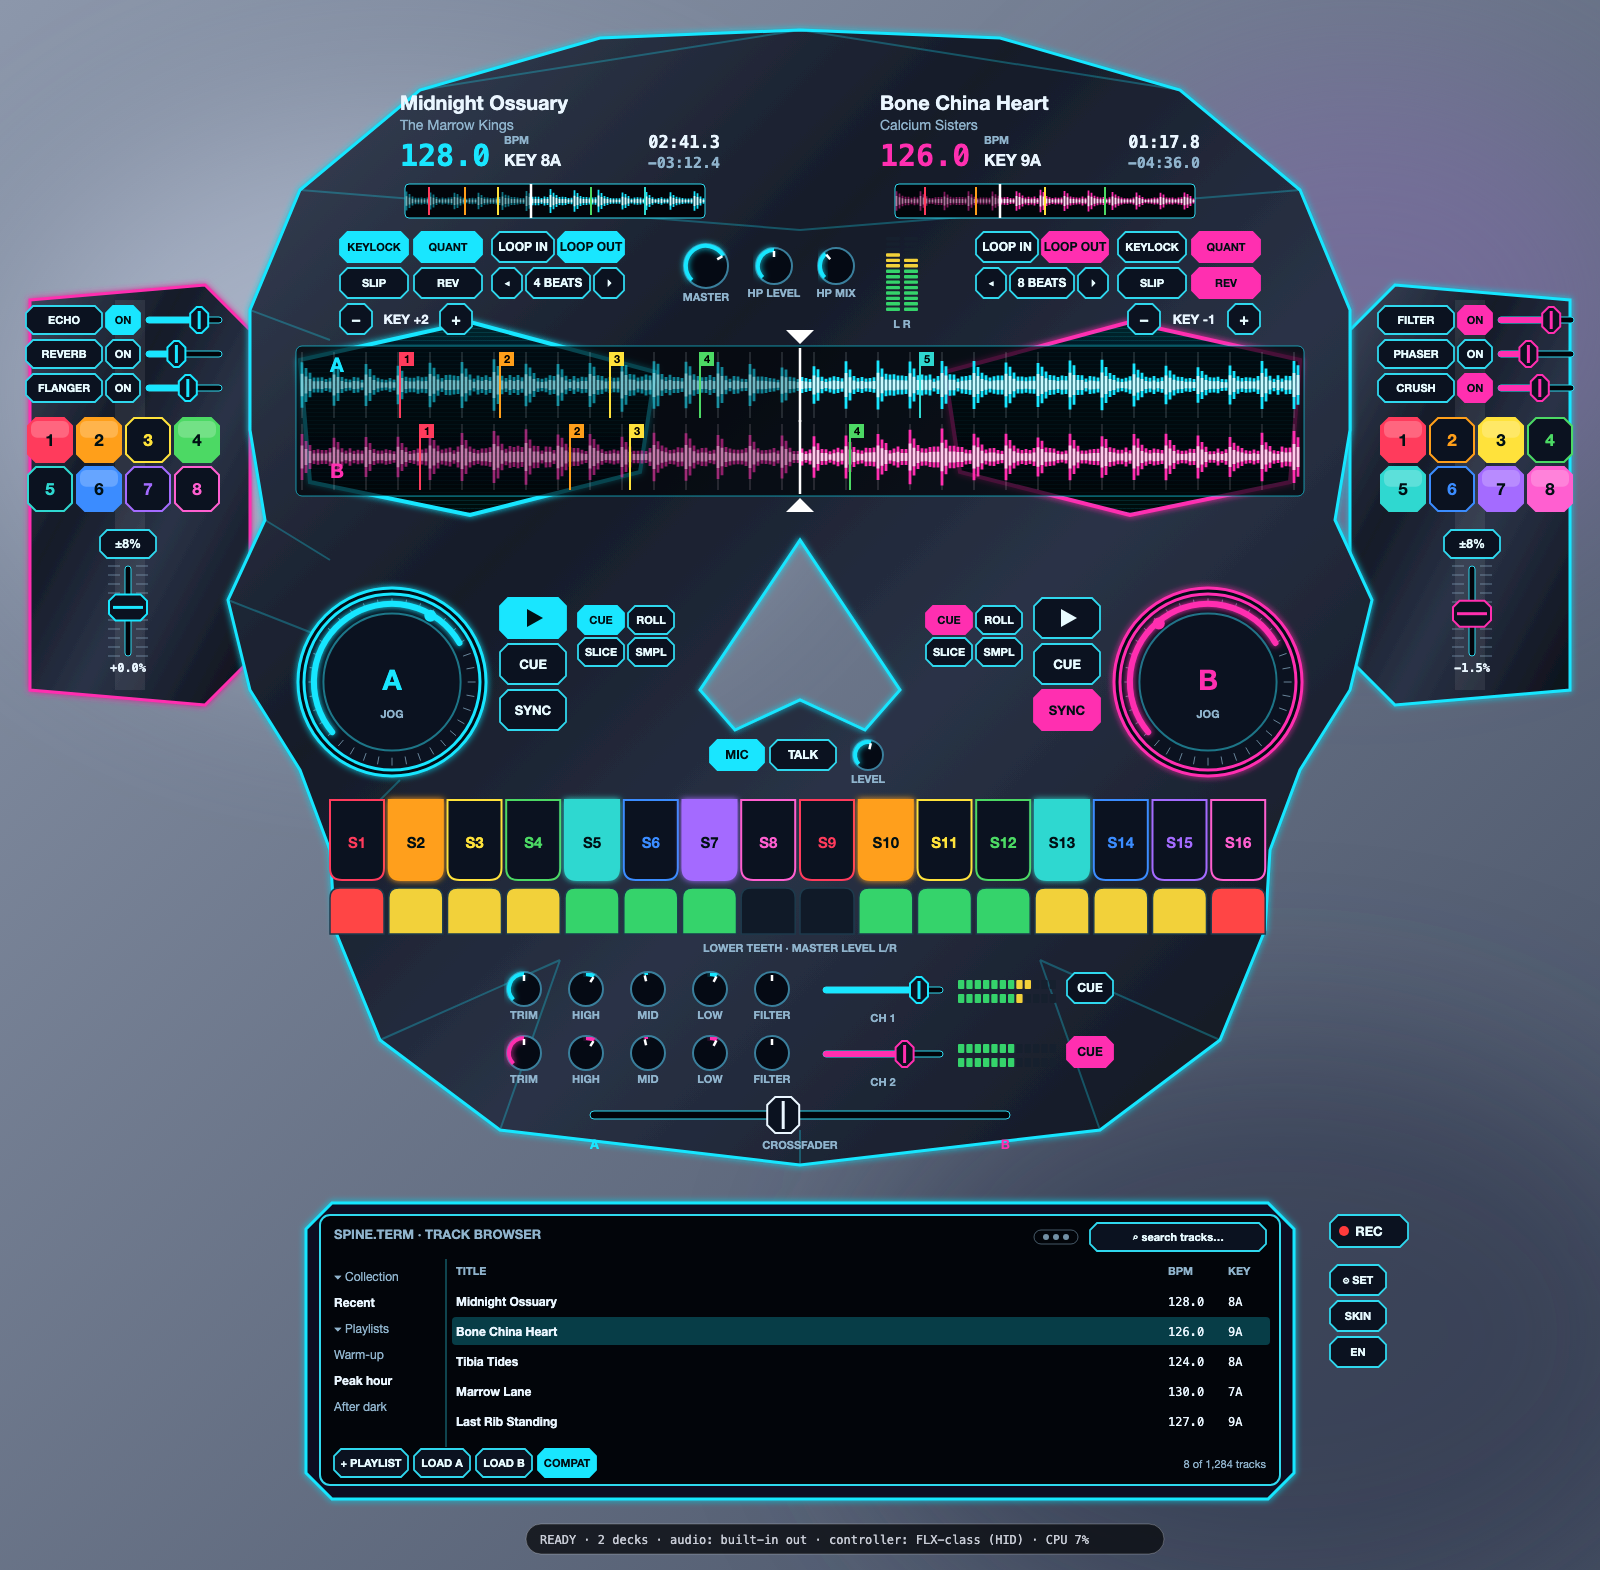 Midnight Ossuary
The Marrow Kings
128.0 BPM KEY 8A
02:41.3
−03:12.4
Bone China Heart
Calcium Sisters
126.0 BPM KEY 9A
01:17.8
−04:36.0
KEYLOCK QUANT LOOP IN LOOP OUT
SLIP REV 4 BEATS
− KEY +2 +
MASTER HP LEVEL HP MIX
L R
LOOP IN LOOP OUT KEYLOCK QUANT
8 BEATS SLIP REV
− KEY -1 +
ECHO ON
REVERB ON
FLANGER ON
1 2 3 4
5 6 7 8
±8%
+0.0%
A 1 2 3 4 5
B 1 2 3 4
FILTER ON
PHASER ON
CRUSH ON
1 2 3 4
5 6 7 8
±8%
−1.5%
A
JOG
CUE
SYNC
CUE ROLL
SLICE SMPL
CUE ROLL
SLICE SMPL
CUE
SYNC
B
JOG
MIC TALK LEVEL
S1 S2 S3 S4 S5 S6 S7 S8 S9 S10 S11 S12 S13 S14 S15 S16
LOWER TEETH · MASTER LEVEL L/R
TRIM HIGH MID LOW FILTER CH 1 CUE
TRIM HIGH MID LOW FILTER CH 2 CUE
A CROSSFADER B
SPINE.TERM · TRACK BROWSER
search tracks…
Collection
Recent
Playlists
Warm-up
Peak hour
After dark
TITLE BPM KEY
Midnight Ossuary 128.0 8A
Bone China Heart 126.0 9A
Tibia Tides 124.0 8A
Marrow Lane 130.0 7A
Last Rib Standing 127.0 9A
+ PLAYLIST LOAD A LOAD B COMPAT
8 of 1,284 tracks
REC
SET
SKIN
EN
READY · 2 decks · audio: built-in out · controller: FLX-class (HID) · CPU 7%